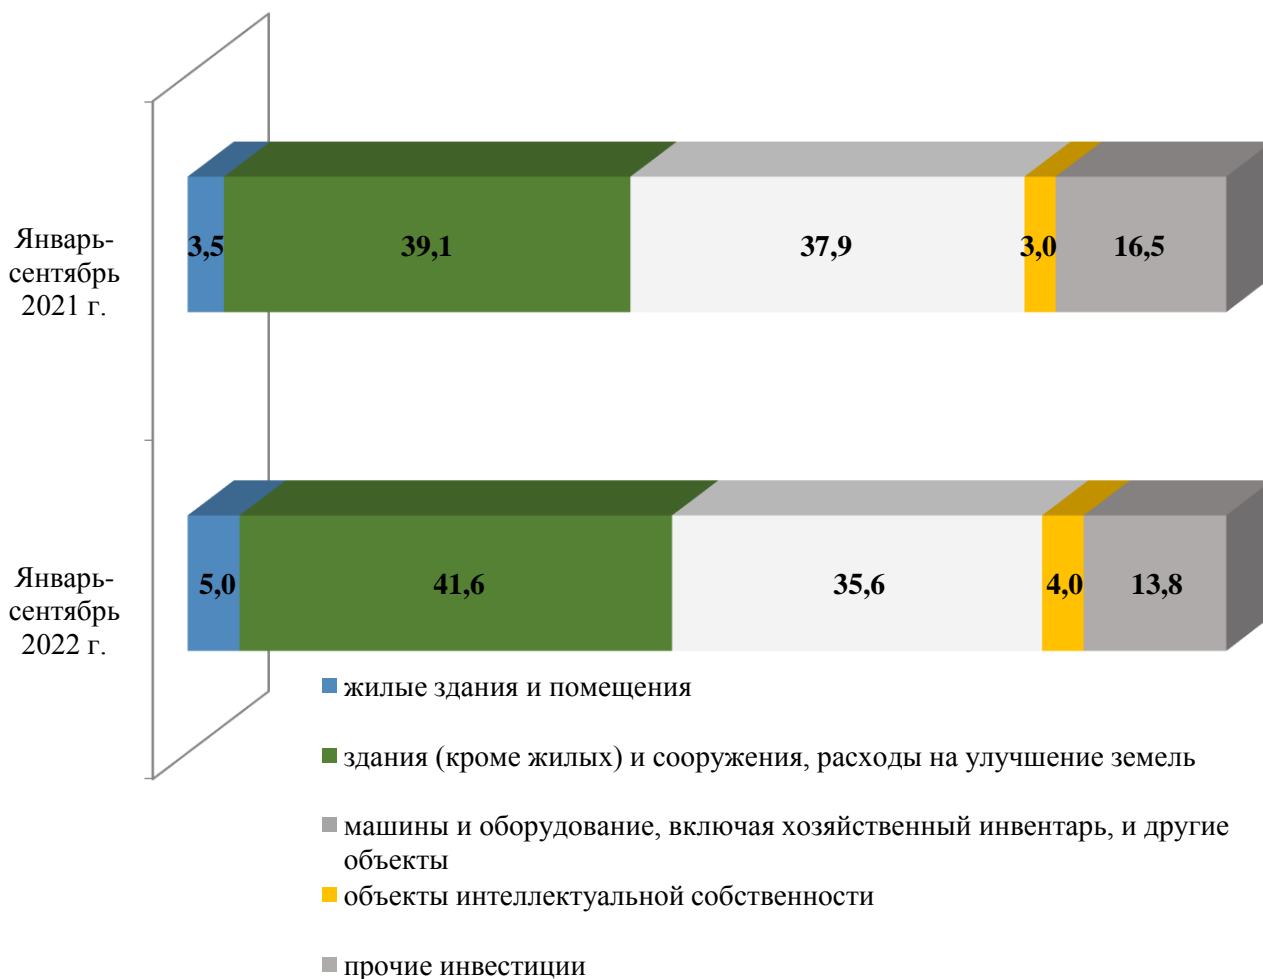 Январь-
сентябрь
2021 г.
3,5
39,1
37,9
3,0
16,5
Январь-
сентябрь
2022 г.
5,0
41,6
35,6
4,0
13,8
жилые здания и помещения
здания (кроме жилых) и сооружения, расходы на улучшение земель
машины и оборудование, включая хозяйственный инвентарь, и другие
объекты
объекты интеллектуальной собственности
прочие инвестиции